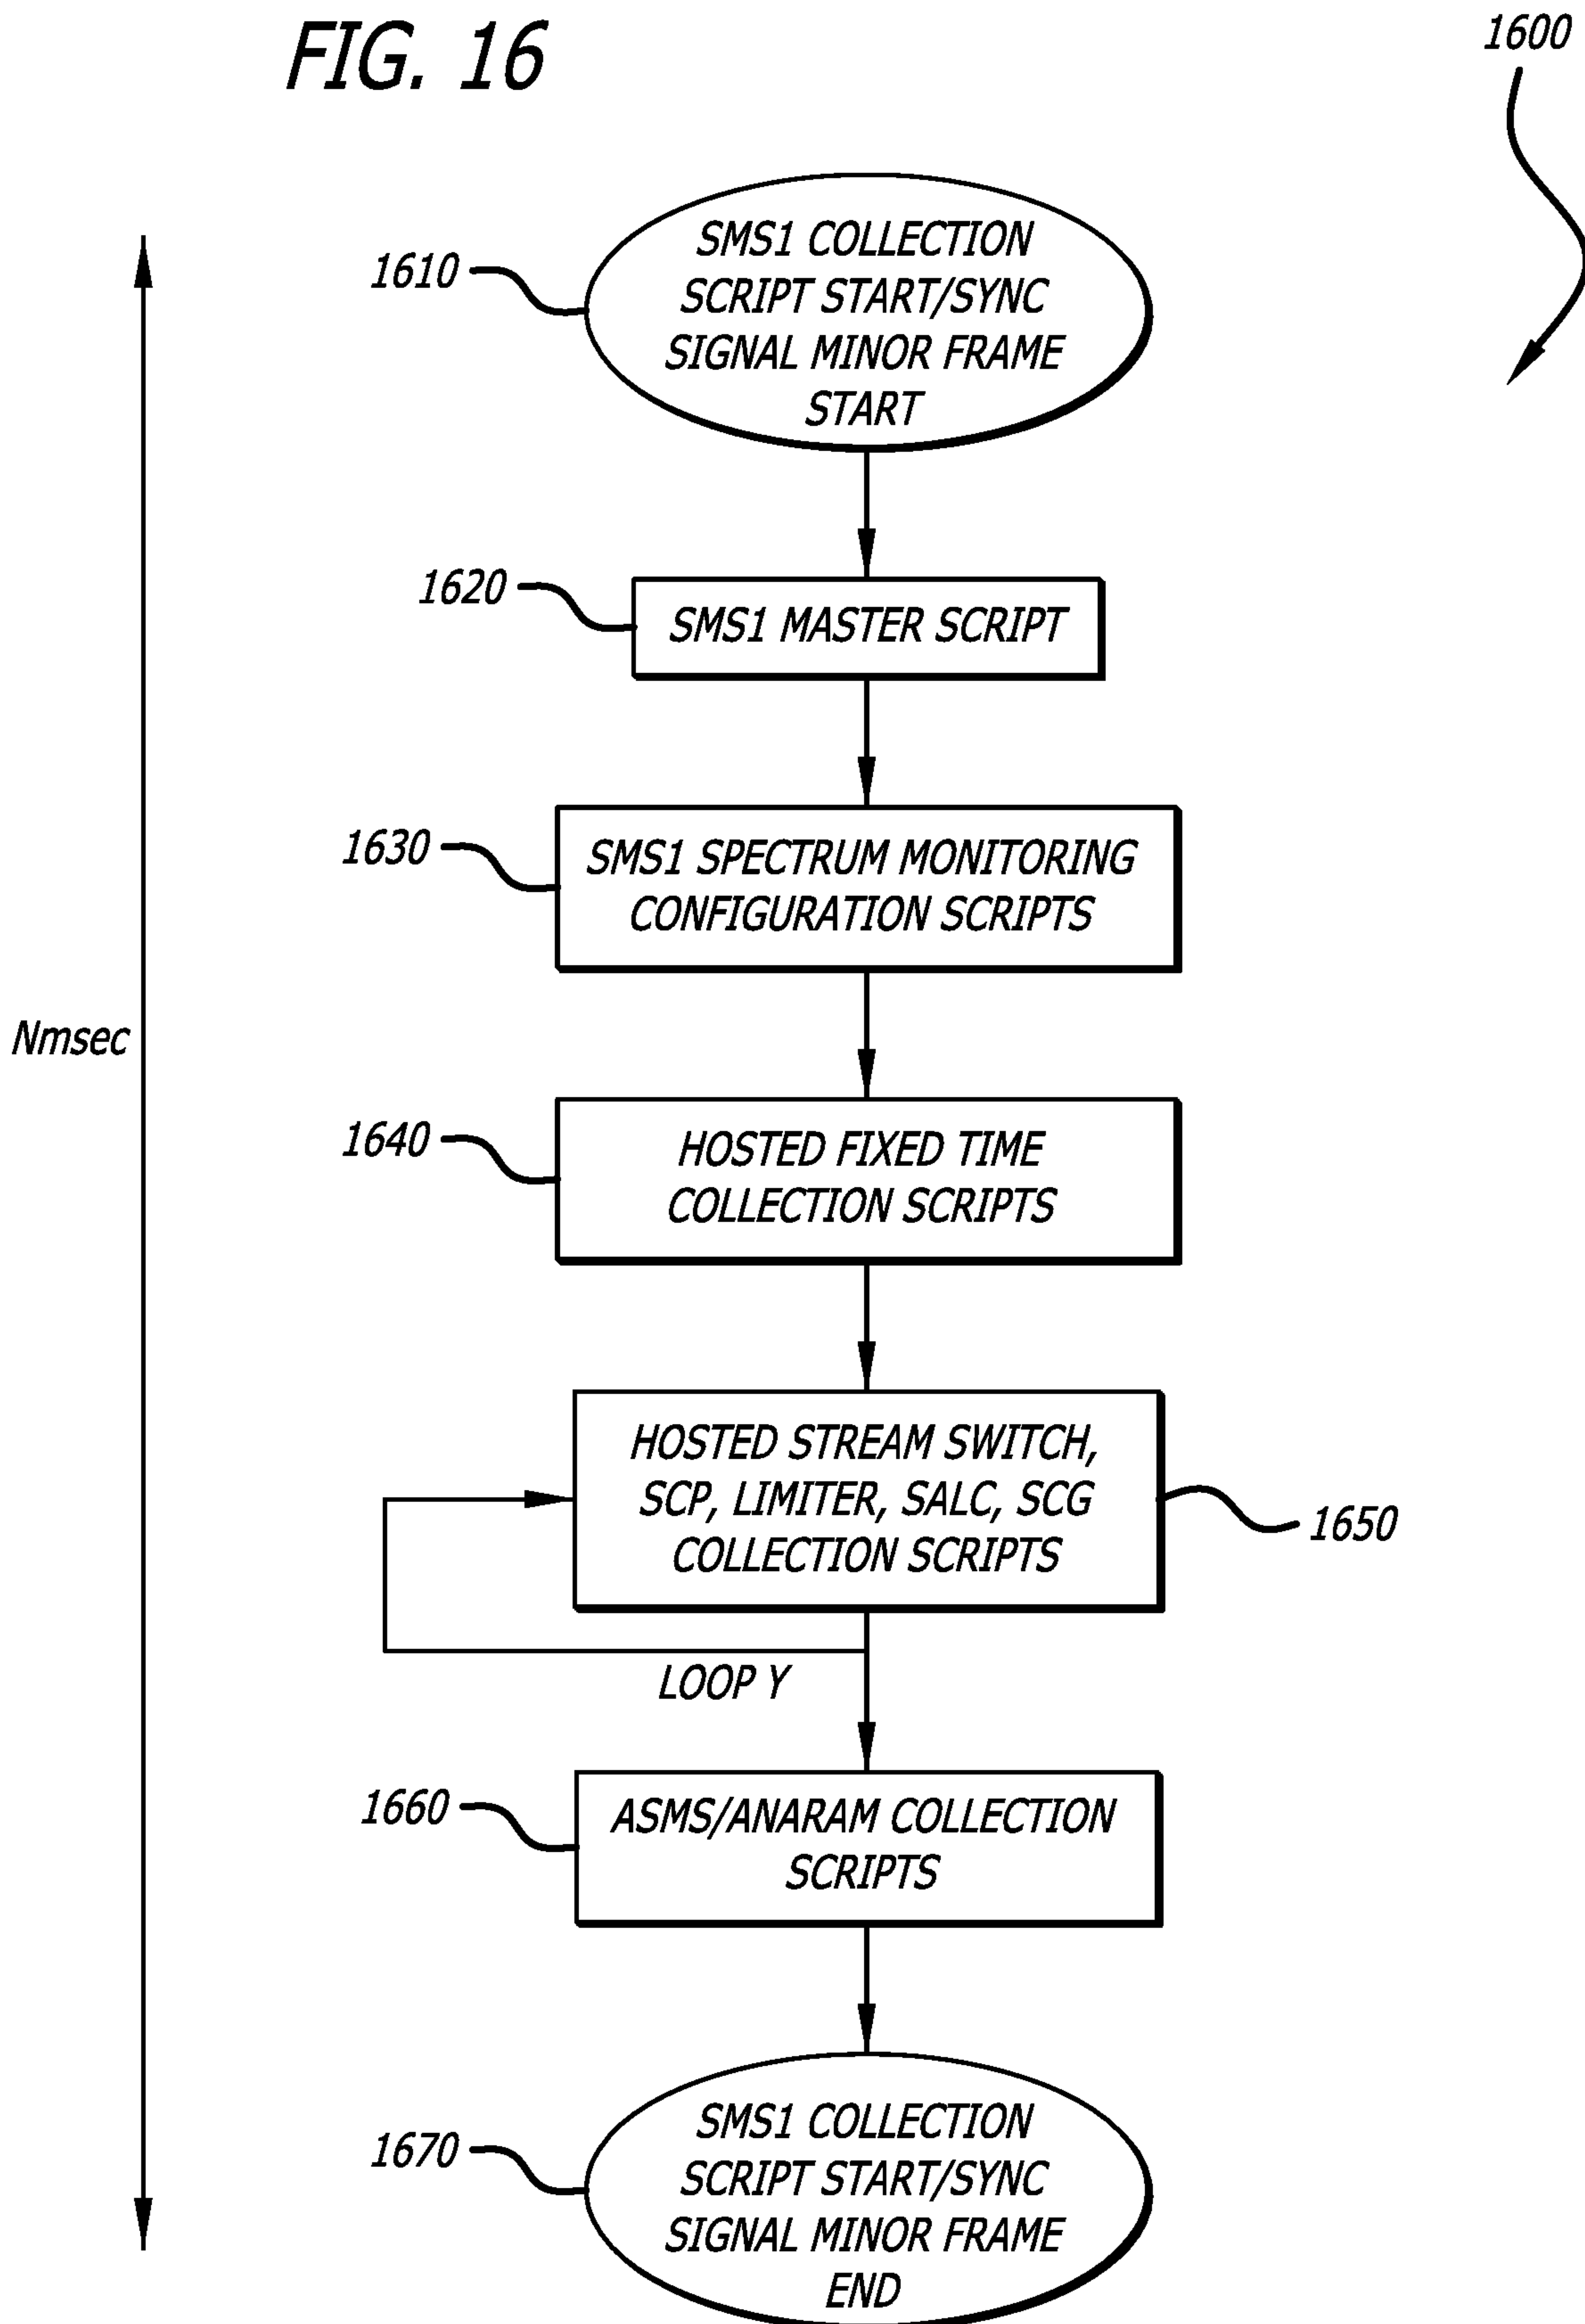 FIG. 16
1600
1610
SMS1 COLLECTION
SCRIPT START/SYNC
SIGNAL MINOR FRAME
START
1620
SMS1 MASTER SCRIPT
1630
SMS1 SPECTRUM MONITORING
CONFIGURATION SCRIPTS
Nmsec
1640
HOSTED FIXED TIME
COLLECTION SCRIPTS
HOSTED STREAM SWITCH,
SCP, LIMITER, SALC, SCG
COLLECTION SCRIPTS
1650
LOOP Y
1660
ASMS/ANARAM COLLECTION
SCRIPTS
1670
SMS1 COLLECTION
SCRIPT START/SYNC
SIGNAL MINOR FRAME
END